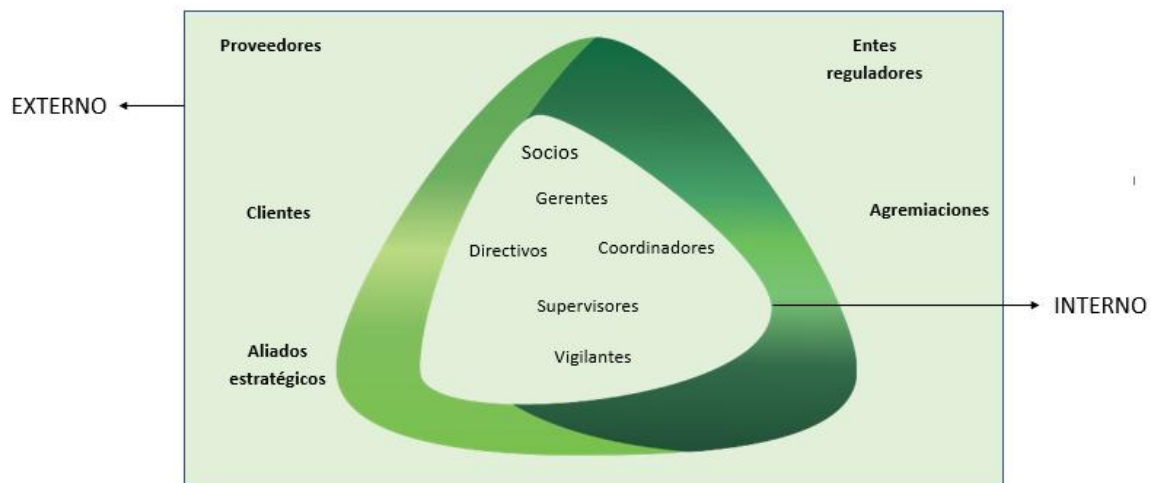 Proveedores
Entes
reguladores
EXTERNO
Socios
Gerentes
Clientes
Agremiaciones
Directivos
Coordinadores
Supervisores
INTERNO
Vigilantes
Aliados
estratégicos